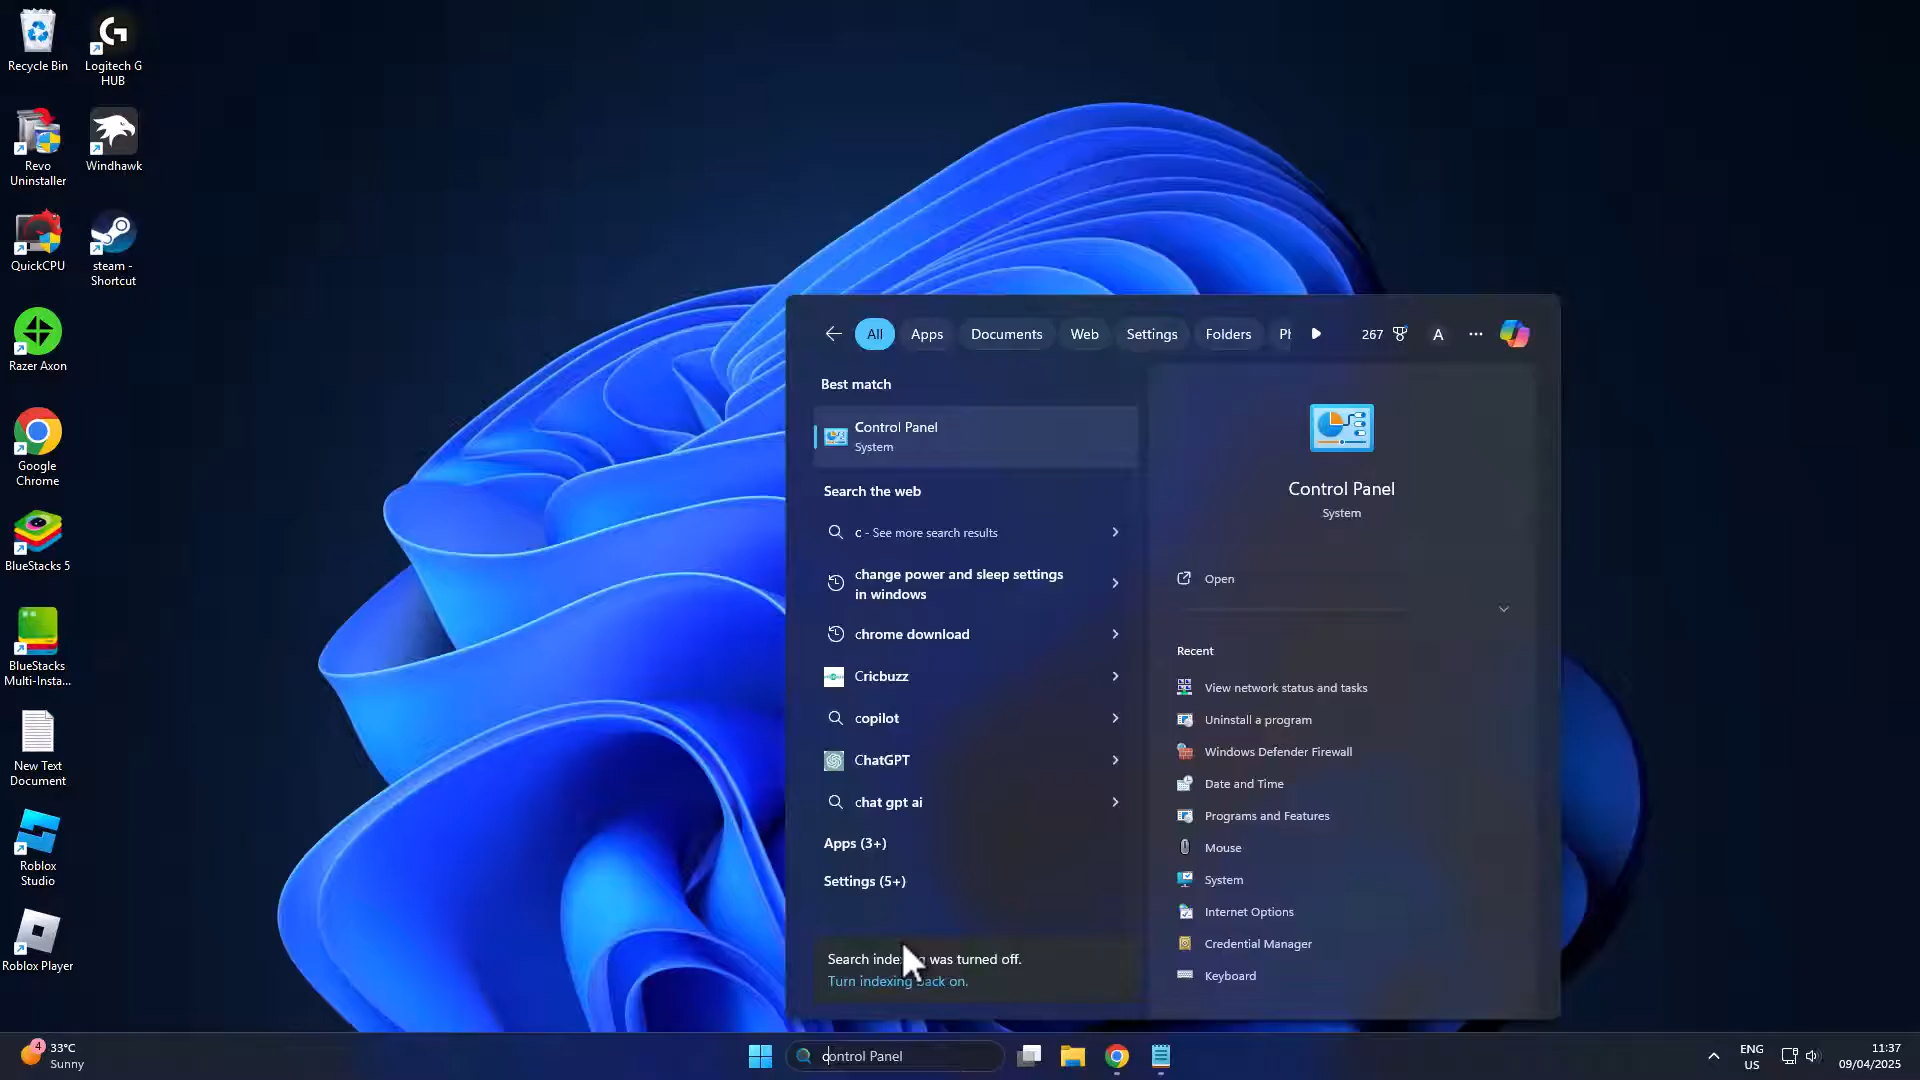 Recycle Bin
Logitech G
HUB
Revo
Uninstaller
Windhawk
QuickCPU
steam -
Shortcut
Razer Axon
Google
Chrome
BlueStacks 5
BlueStacks
Multi-Insta...
New Text
Document
Roblox
Studio
Roblox Player
All
Apps
Documents
Web
Settings
Folders
267
A
Best match
Control Panel
System
Search the web
c - See more search results
change power and sleep settings
in windows
chrome download
Cricbuzz
copilot
ChatGPT
chat gpt ai
Apps (3+)
Settings (5+)
Search was turned off.
Turn indexing on.
Control Panel
System
Open
Recent
View network status and tasks
Uninstall a program
Windows Defender Firewall
Date and Time
Programs and Features
Mouse
System
Internet Options
Credential Manager
Keyboard
4
33°C
Sunny
control Panel
ENG
US
11:37
09/04/2025